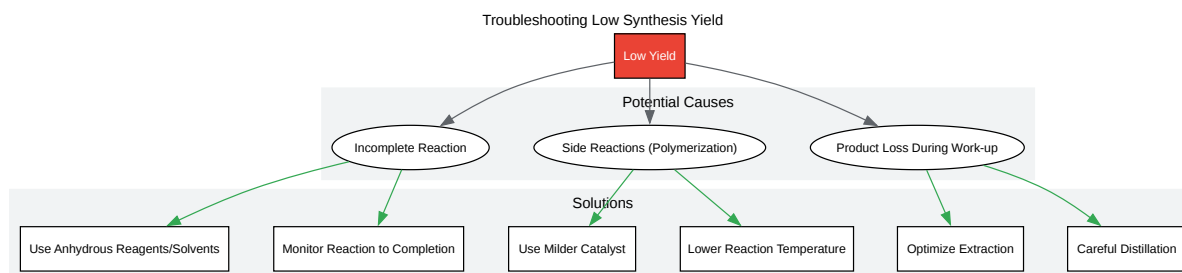 Troubleshooting Low Synthesis Yield
Low Yield
Potential Causes
Incomplete Reaction
Side Reactions (Polymerization)
Product Loss During Work-up
Solutions
Use Anhydrous Reagents/Solvents
Monitor Reaction to Completion
Use Milder Catalyst
Lower Reaction Temperature
Optimize Extraction
Careful Distillation